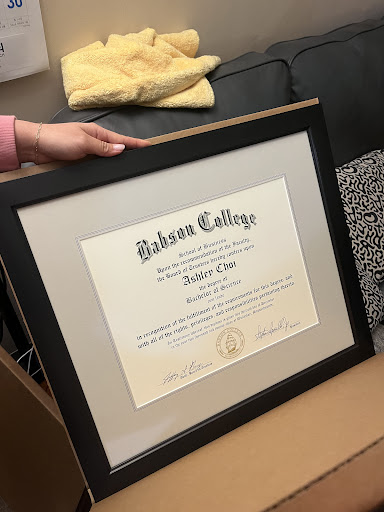 30
Babson College
School of Business
Upon the recommendation of the Faculty,
the Board of Trustees hereby confers upon
Ashley Choi
the degree of
Bachelor of Science
in recognition of the fulfillment of the requirements for this degree, and
with all of the rights, privileges, and responsibilities pertaining thereto